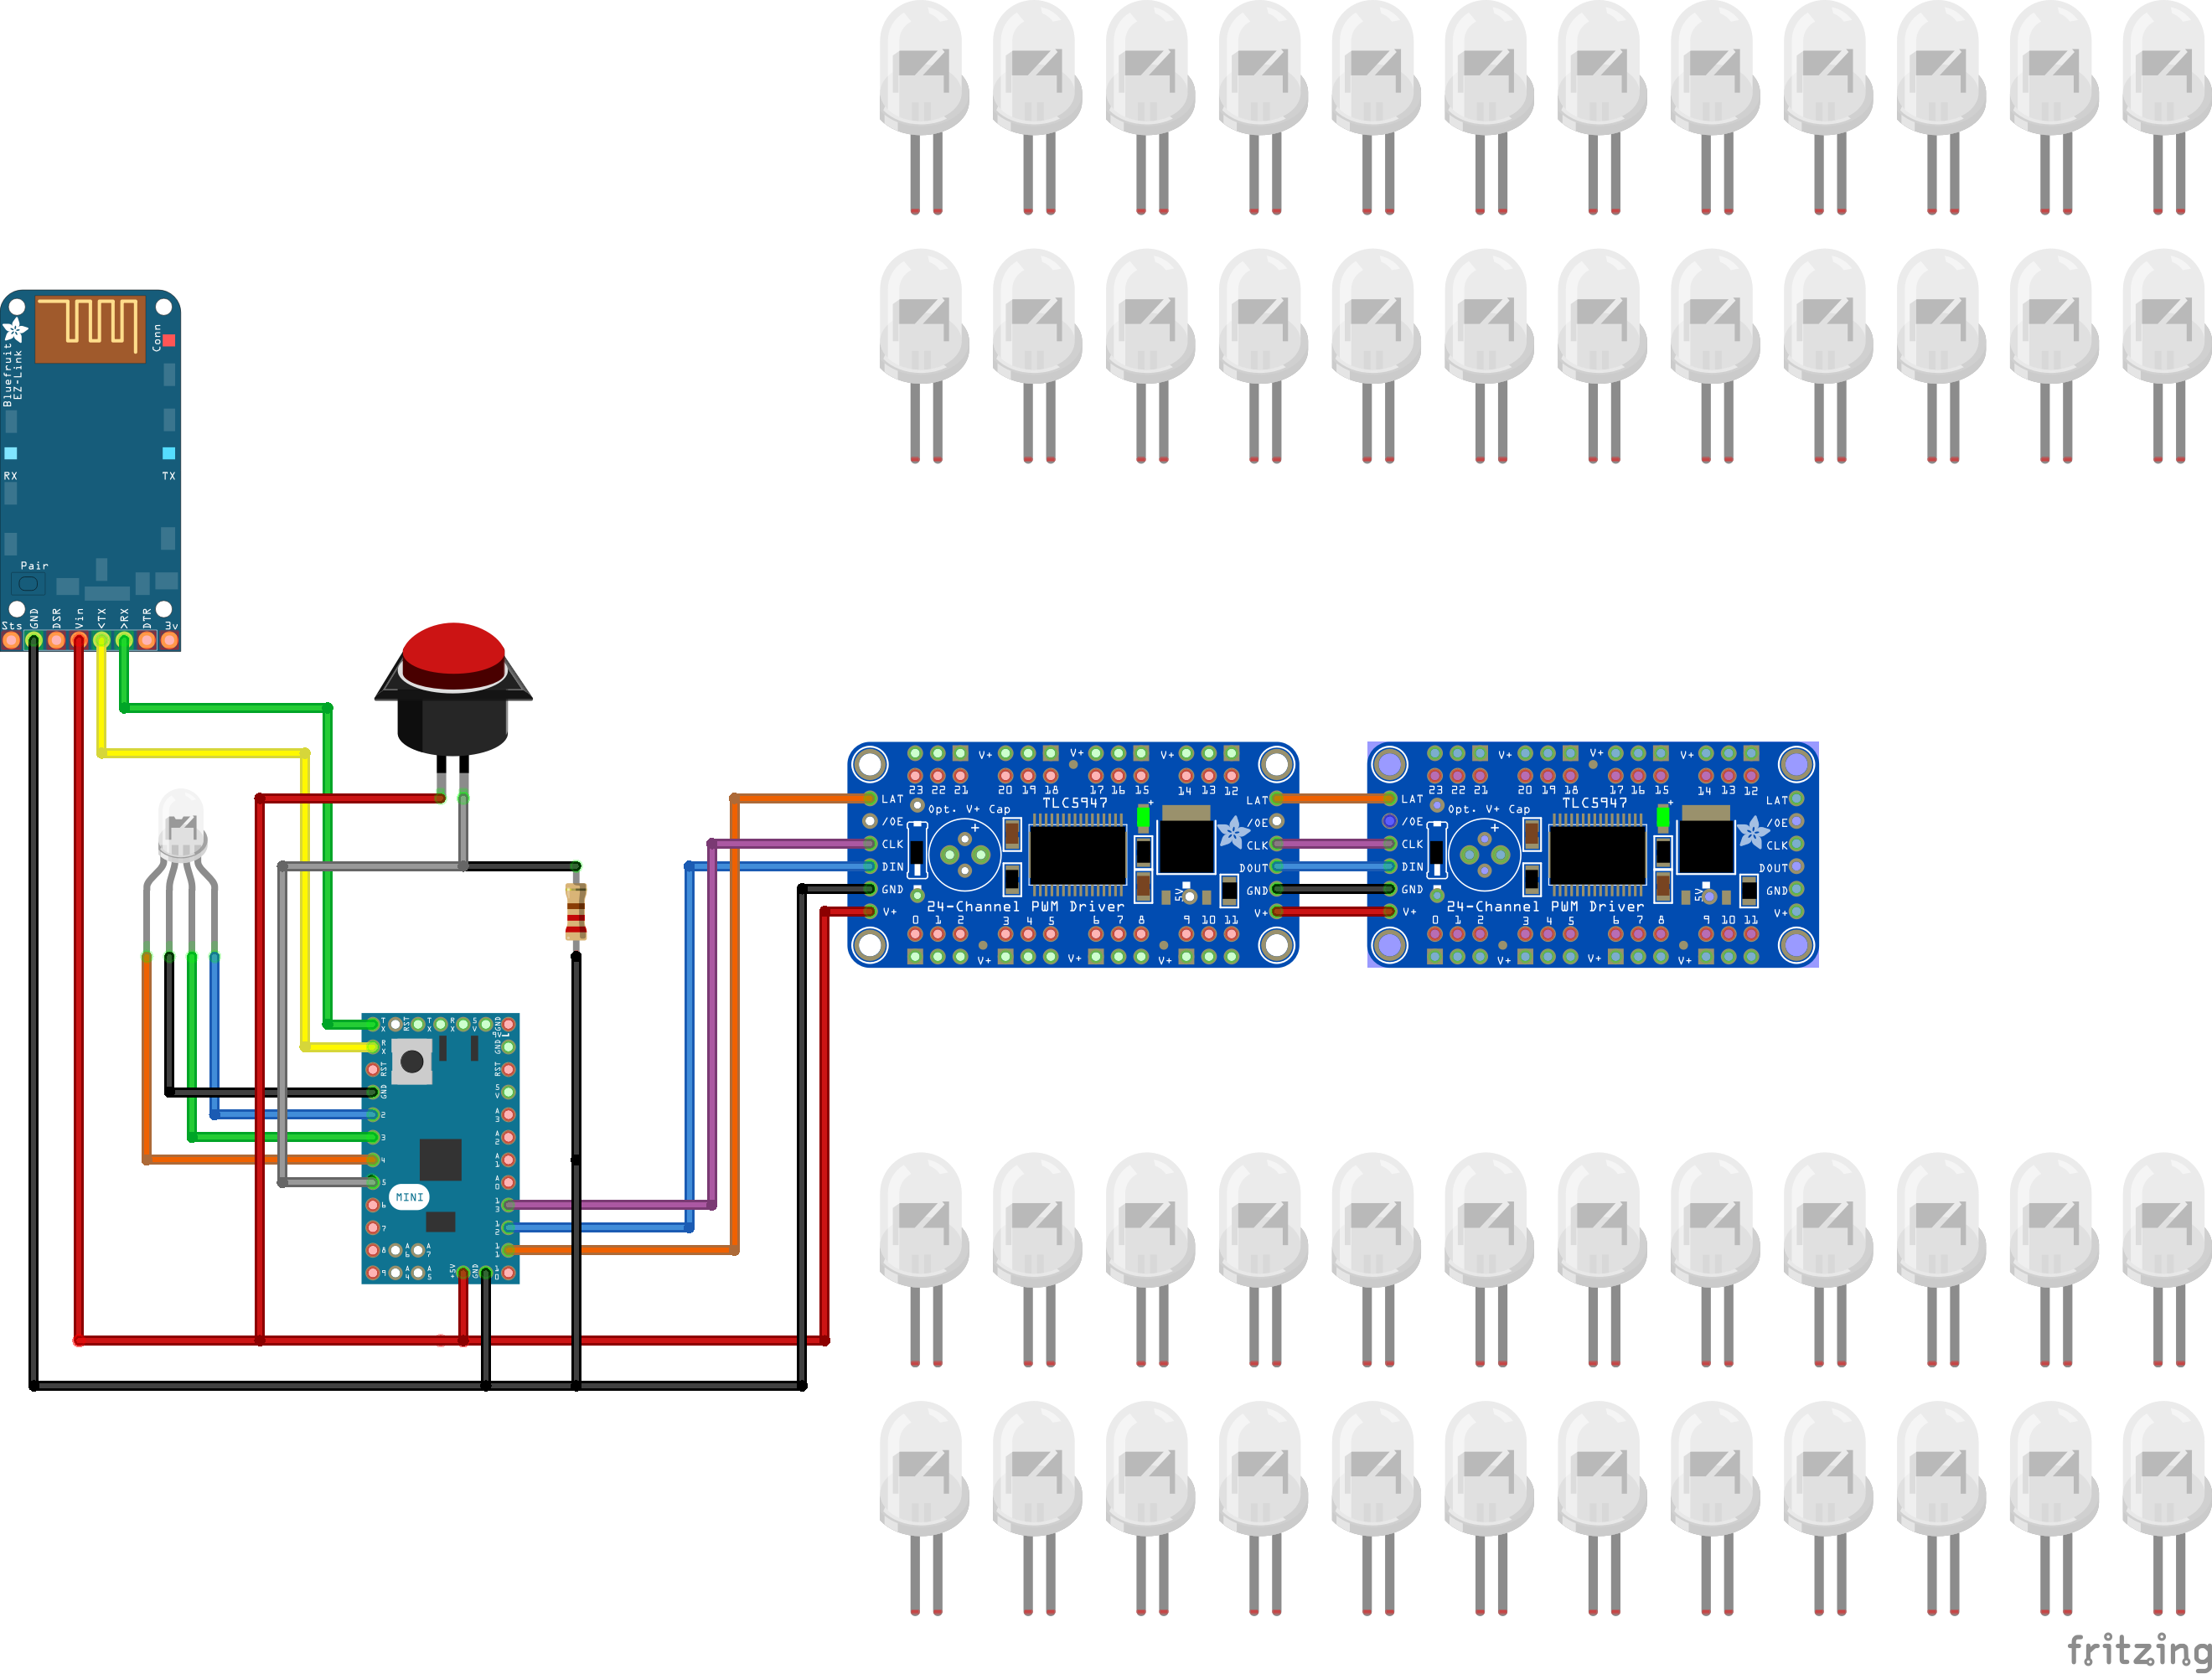 Conn
Bluefruit
EZ-Link
RX
TX
Pair
Sts
GND
DSR
Vin
<TX
>RX
DTR
3v
V+
V+
V+
23 22 21
20 19 18
17 16 15
14 13 12
LAT
/OE
CLK
DIN
GND
V+
Opt. V+ Cap
+
TLC5947
+
LAT
/OE
CLK
DOUT
GND
V+
5V
24-Channel PWM Driver
0 1 2
3 4 5
6 7 8
9 10 11
V+
V+
V+
V+
V+
V+
23 22 21
20 19 18
17 16 15
14 13 12
LAT
/OE
CLK
DIN
GND
V+
Opt. V+ Cap
+
TLC5947
+
LAT
/OE
CLK
DOUT
GND
V+
5V
24-Channel PWM Driver
0 1 2
3 4 5
6 7 8
9 10 11
V+
V+
V+
TX
RST
TX
RX
5V
GND
RX
GND
RST
RST
GND
5V
2
A3
3
A2
4
A1
5
A0
MINI
6
13
7
12
8
A6
A7
11
9
A4
A5
+5V
GND
10
fritzing